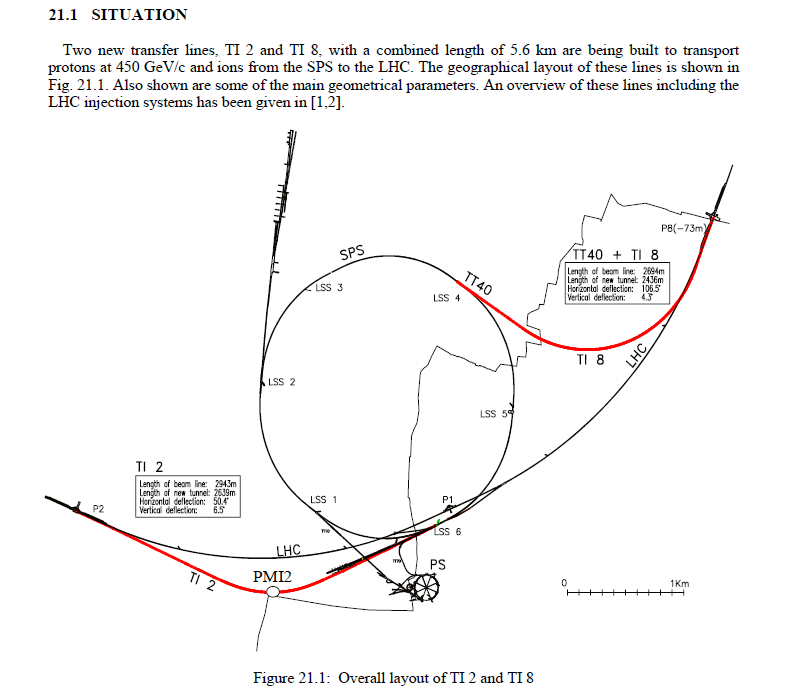 21.1 SITUATION
Two new transfer lines, TI 2 and TI 8, with a combined length of 5.6 km are being built to transport
protons at 450 GeV/c and ions from the SPS to the LHC. The geographical layout of these lines is shown in
Fig. 21.1. Also shown are some of the main geometrical parameters. An overview of these lines including the
LHC injection systems has been given in [1,2].
P8(-73m)
SPS
TT40 + TI 8
Length of beam line: 2694m
Length of new tunnel: 2436m
Horizontal deflection: 106.5°
Vertical deflection: 4.3°
TT40
LSS 3
LSS 4
TI 8
LHC
LSS 2
LSS 5
TI 2
Length of beam line: 2943m
Length of new tunnel: 2639m
Horizontal deflection: 50.4°
Vertical deflection: 6.5°
LSS 1
P1
P2
LSS 6
LHC
PS
TI 2
PMI2
0
1Km
Figure 21.1: Overall layout of TI 2 and TI 8